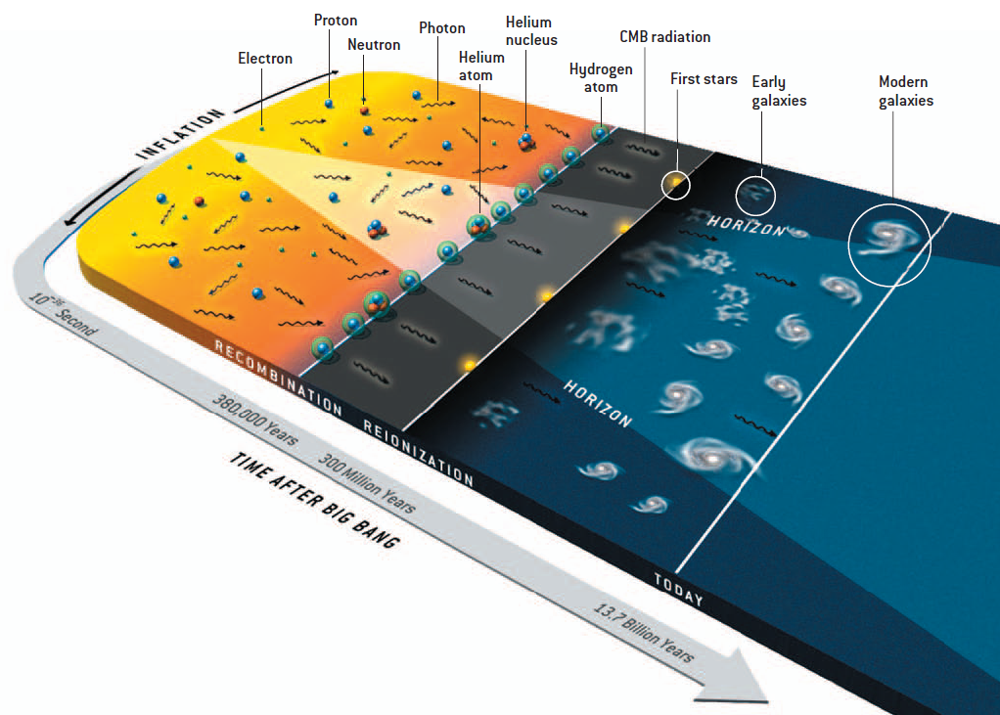 Proton
Neutron
Electron
Photon
Helium
nucleus
Helium
atom
CMB radiation
Hydrogen
atom
First stars
Early
galaxies
Modern
galaxies
INFLATION
HORIZON
HORIZON
10⁻³⁶ Second
RECOMBINATION
380,000 Years
REIONIZATION
300 Million Years
TIME AFTER BIG BANG
TODAY
13.7 Billion Years